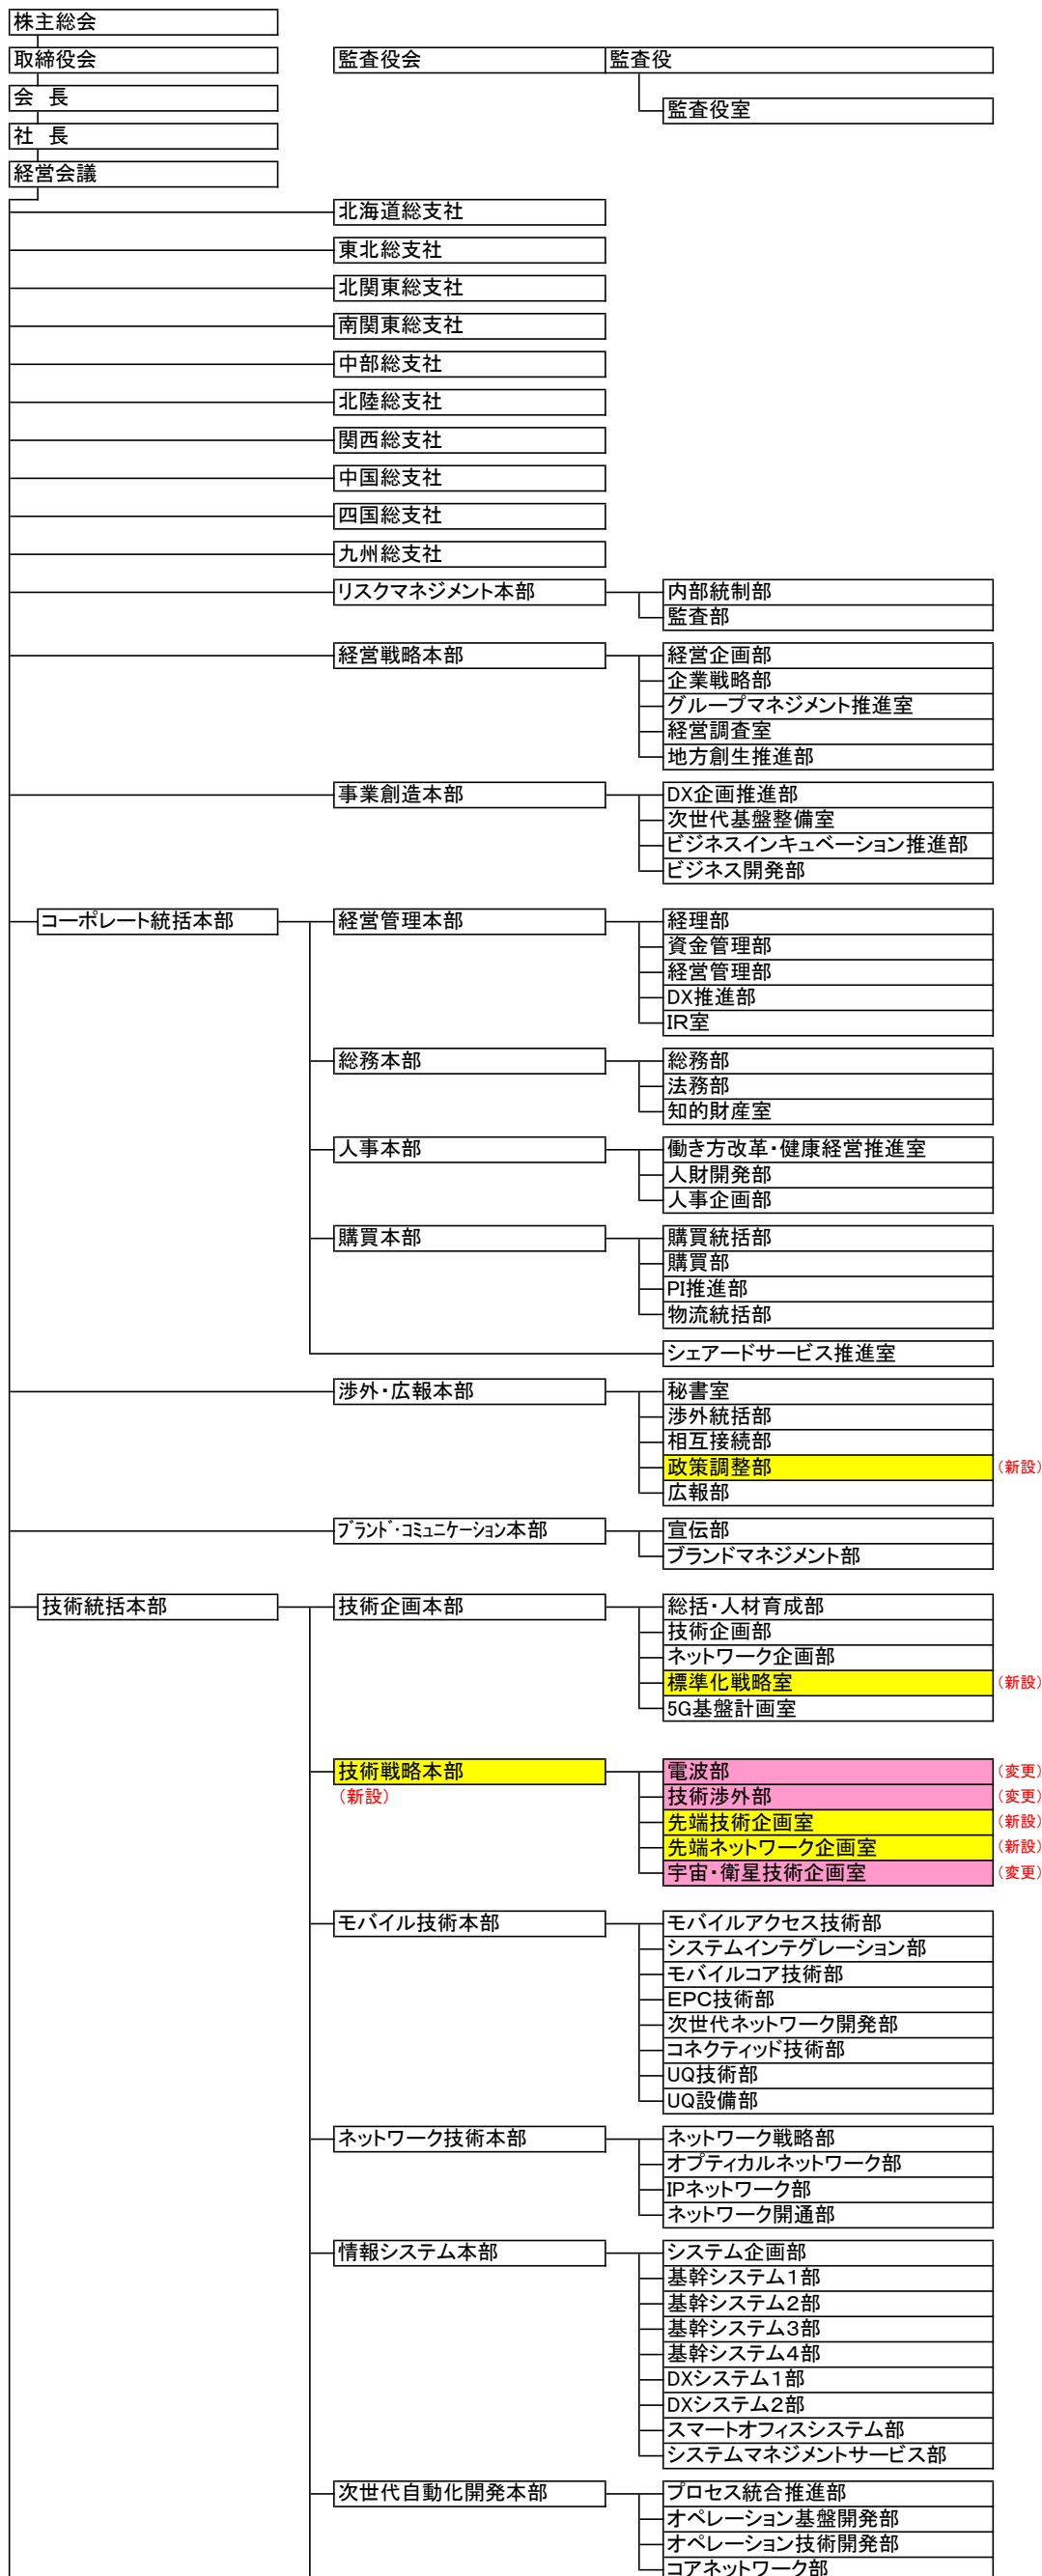 株主総会
取締役会
監査役会
監査役
会 長
監査役室
社 長
経営会議
北海道総支社
東北総支社
北関東総支社
南関東総支社
中部総支社
北陸総支社
関西総支社
中国総支社
四国総支社
九州総支社
リスクマネジメント本部
内部統制部
監査部
経営戦略本部
経営企画部
企業戦略部
グループマネジメント推進室
経営調査室
地方創生推進部
事業創造本部
DX企画推進部
次世代基盤整備室
ビジネスインキュベーション推進部
ビジネス開発部
コーポレート統括本部
経営管理本部
経理部
資金管理部
経営管理部
DX推進部
IR室
総務本部
総務部
法務部
知的財産室
人事本部
働き方改革・健康経営推進室
人財開発部
人事企画部
購買本部
購買統括部
購買部
PI推進部
物流統括部
シェアードサービス推進室
渉外・広報本部
秘書室
渉外統括部
相互接続部
政策調整部 (新設)
広報部
ブランド・コミュニケーション本部
宣伝部
ブランドマネジメント部
技術統括本部
技術企画本部
総括・人材育成部
技術企画部
ネットワーク企画部
標準化戦略室 (新設)
5G基盤計画室
技術戦略本部
(新設)
電波部 (変更)
技術渉外部 (変更)
先端技術企画室 (新設)
先端ネットワーク企画室 (新設)
宇宙・衛星技術企画室 (変更)
モバイル技術本部
モバイルアクセス技術部
システムインテグレーション部
モバイルコア技術部
EPC技術部
次世代ネットワーク開発部
コネクティッド技術部
UQ技術部
UQ設備部
ネットワーク技術本部
ネットワーク戦略部
オプティカルネットワーク部
IPネットワーク部
ネットワーク開通部
情報システム本部
システム企画部
基幹システム1部
基幹システム2部
基幹システム3部
基幹システム4部
DXシステム1部
DXシステム2部
スマートオフィスシステム部
システムマネジメントサービス部
次世代自動化開発本部
プロセス統合推進部
オペレーション基盤開発部
オペレーション技術開発部
コアネットワーク部